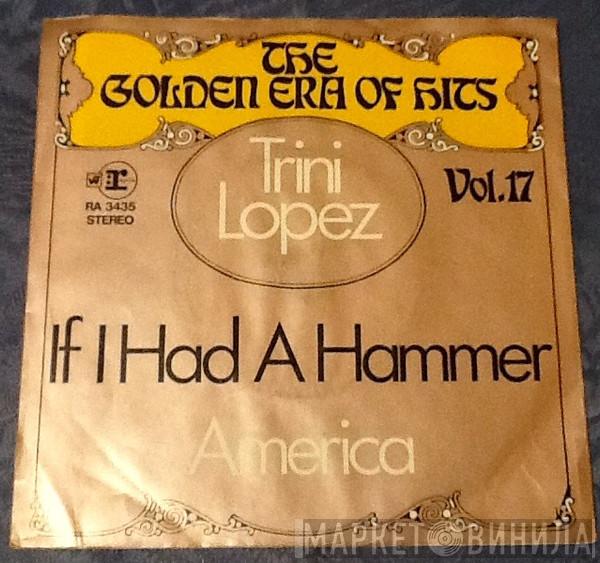 THE
GOLDEN ERA OF HITS
Trini
Lopez
Vol.17
r
RA 3435
STEREO
If I Had A Hammer
America
МАРКЕТ ВИНИЛА